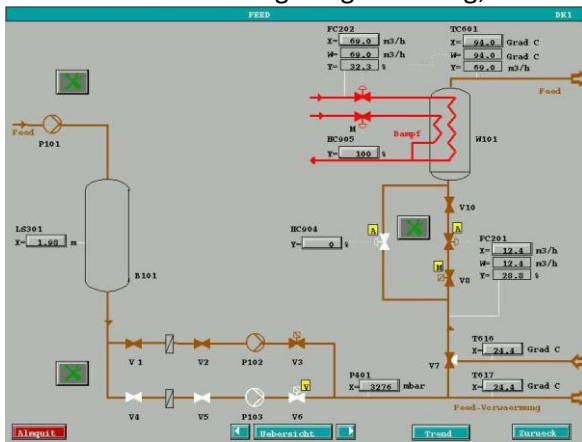 FEED
DK1
FC202
X= 69.0 m3/h
W= 69.0 m3/h
Y= 32.3 %
TC601
X= 94.0 Grad C
W= 94.0 Grad C
Y= 69.0 m3/h
Feed
Feed
P101
M
Dampf
W101
HC905
Y= 100 %
LS301
X= 1.98 m
B101
HC904
Y= 0 %
A
V10
A
FC201
X= 12.4 m3/h
W= 12.4 m3/h
Y= 28.8 %
M
V8
V 1
V2
P102
V3
V7
T616
X= 24.4 Grad C
P401
X= 3276 mbar
T617
X= 24.4 Grad C
V
V4
V5
P103
V6
Feed-Vorwaermung
Almquit
Uebersicht
Trend
Zurueck